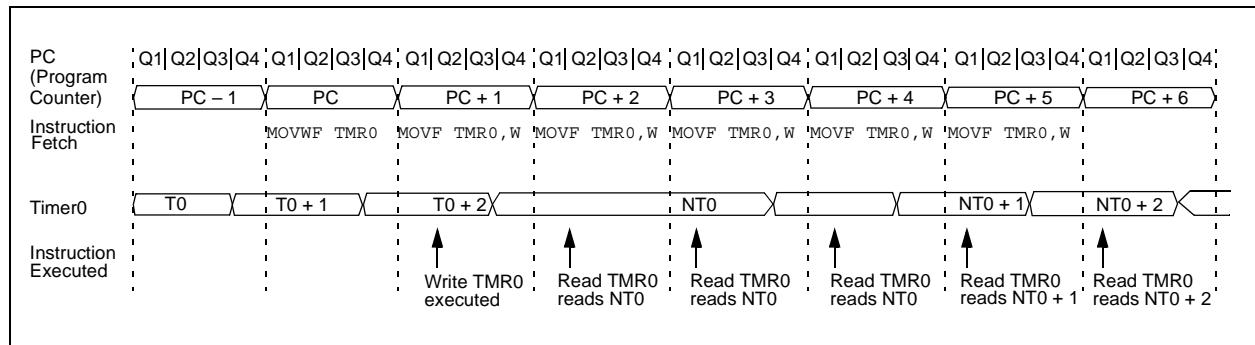 PC
(Program
Counter)
Q1 Q2 Q3 Q4 Q1 Q2 Q3 Q4 Q1 Q2 Q3 Q4 Q1 Q2 Q3 Q4 Q1 Q2 Q3 Q4 Q1 Q2 Q3 Q4 Q1 Q2 Q3 Q4 Q1 Q2 Q3 Q4
PC – 1 PC PC + 1 PC + 2 PC + 3 PC + 4 PC + 5 PC + 6
Instruction
Fetch
MOVWF TMR0 MOVF TMR0,W MOVF TMR0,W MOVF TMR0,W MOVF TMR0,W MOVF TMR0,W
Timer0
T0 T0 + 1 T0 + 2 NT0 NT0 + 1 NT0 + 2
Instruction
Executed
Write TMR0
executed
Read TMR0
reads NT0
Read TMR0
reads NT0
Read TMR0
reads NT0
Read TMR0
reads NT0 + 1
Read TMR0
reads NT0 + 2